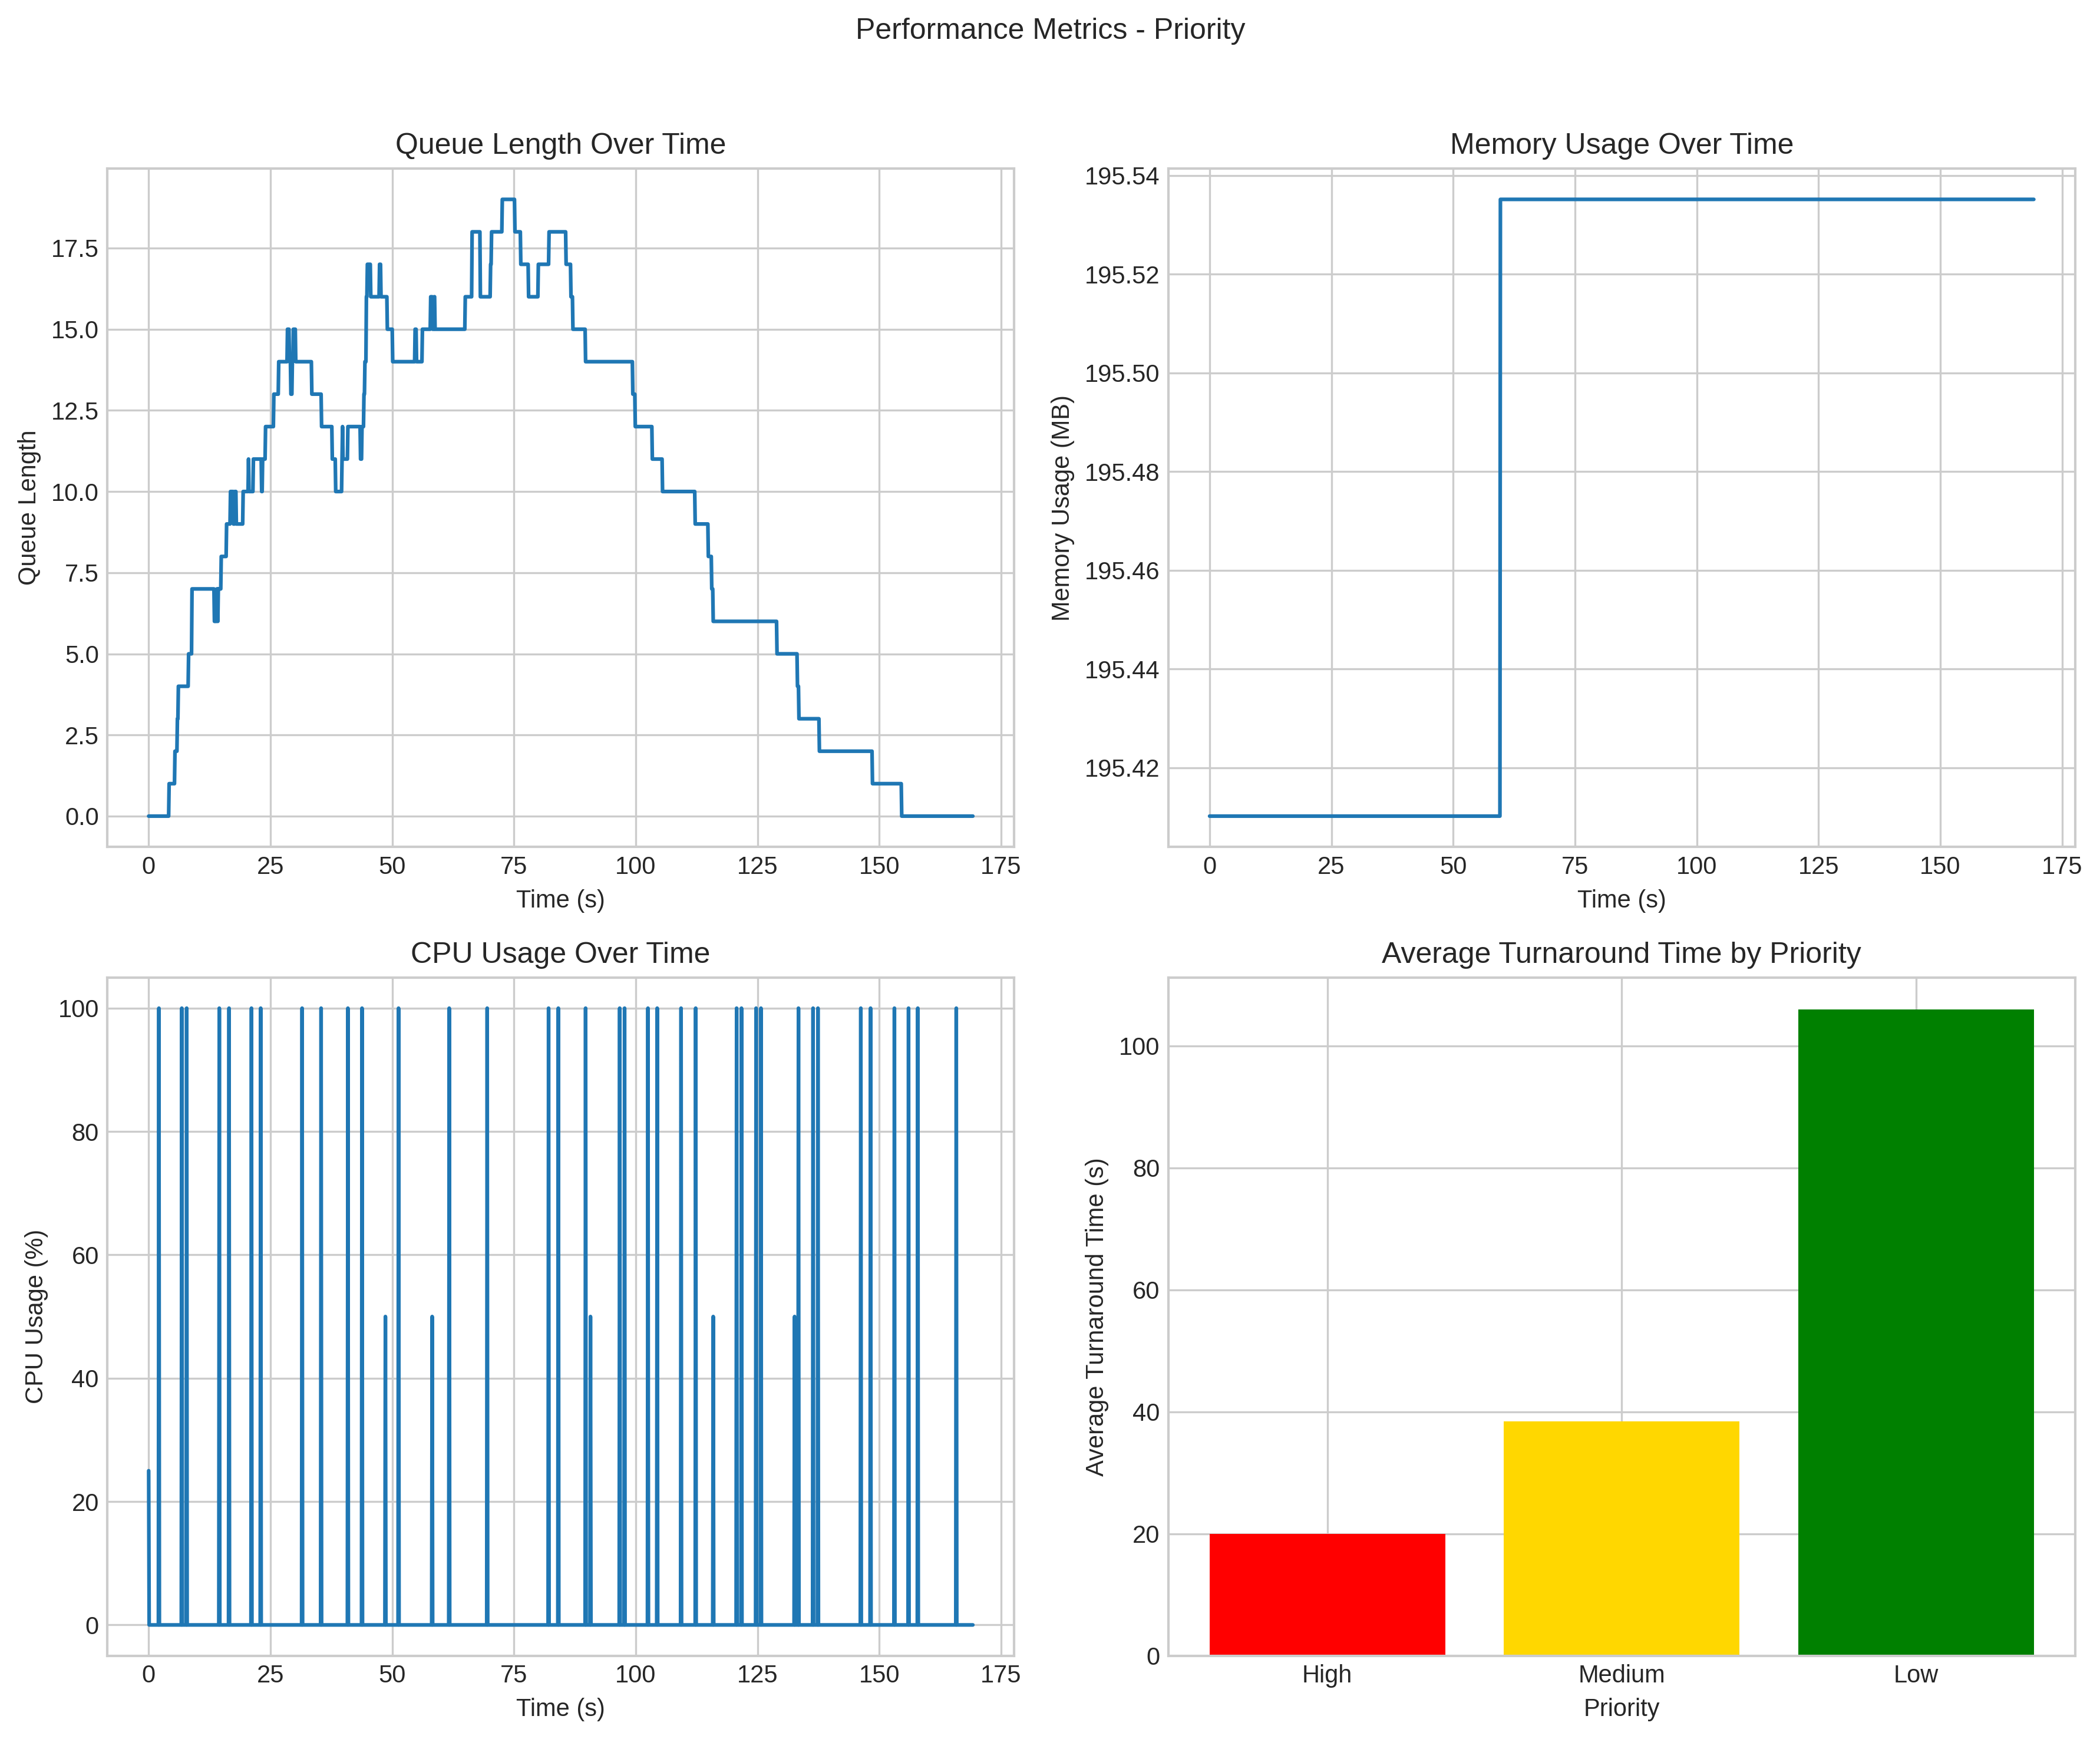 Performance Metrics - Priority
Queue Length Over Time
Queue Length
17.5
15.0
12.5
10.0
7.5
5.0
2.5
0.0
0 25 50 75 100 125 150 175
Time (s)
Memory Usage Over Time
Memory Usage (MB)
195.54
195.52
195.50
195.48
195.46
195.44
195.42
0 25 50 75 100 125 150 175
Time (s)
CPU Usage Over Time
CPU Usage (%)
100
80
60
40
20
0
0 25 50 75 100 125 150 175
Time (s)
Average Turnaround Time by Priority
Average Turnaround Time (s)
100
80
60
40
20
0
High Medium Low
Priority